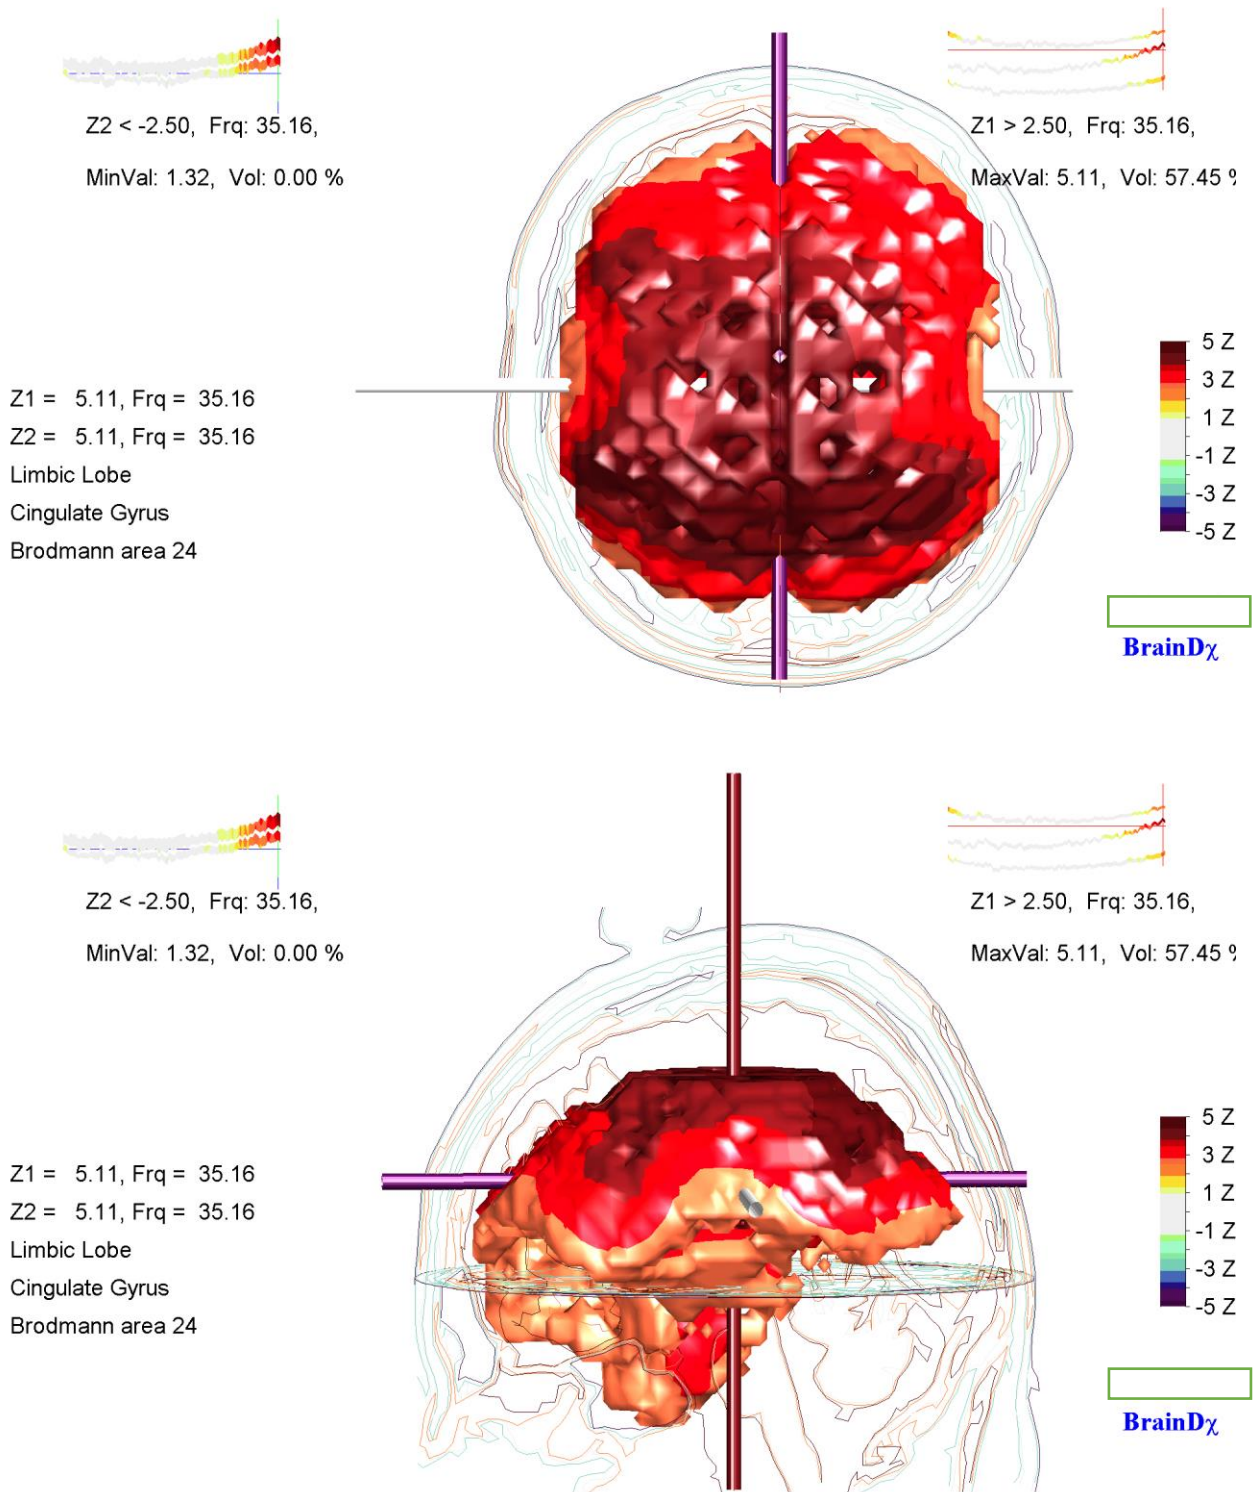 Z2 < -2.50, Frq: 35.16,
MinVal: 1.32, Vol: 0.00 %
Z1 > 2.50, Frq: 35.16,
MaxVal: 5.11, Vol: 57.45 %
5 Z
3 Z
1 Z
-1 Z
-3 Z
-5 Z
Z1 = 5.11, Frq = 35.16
Z2 = 5.11, Frq = 35.16
Limbic Lobe
Cingulate Gyrus
Brodmann area 24
BrainDχ
Z2 < -2.50, Frq: 35.16,
MinVal: 1.32, Vol: 0.00 %
Z1 > 2.50, Frq: 35.16,
MaxVal: 5.11, Vol: 57.45 %
5 Z
3 Z
1 Z
-1 Z
-3 Z
-5 Z
Z1 = 5.11, Frq = 35.16
Z2 = 5.11, Frq = 35.16
Limbic Lobe
Cingulate Gyrus
Brodmann area 24
BrainDχ